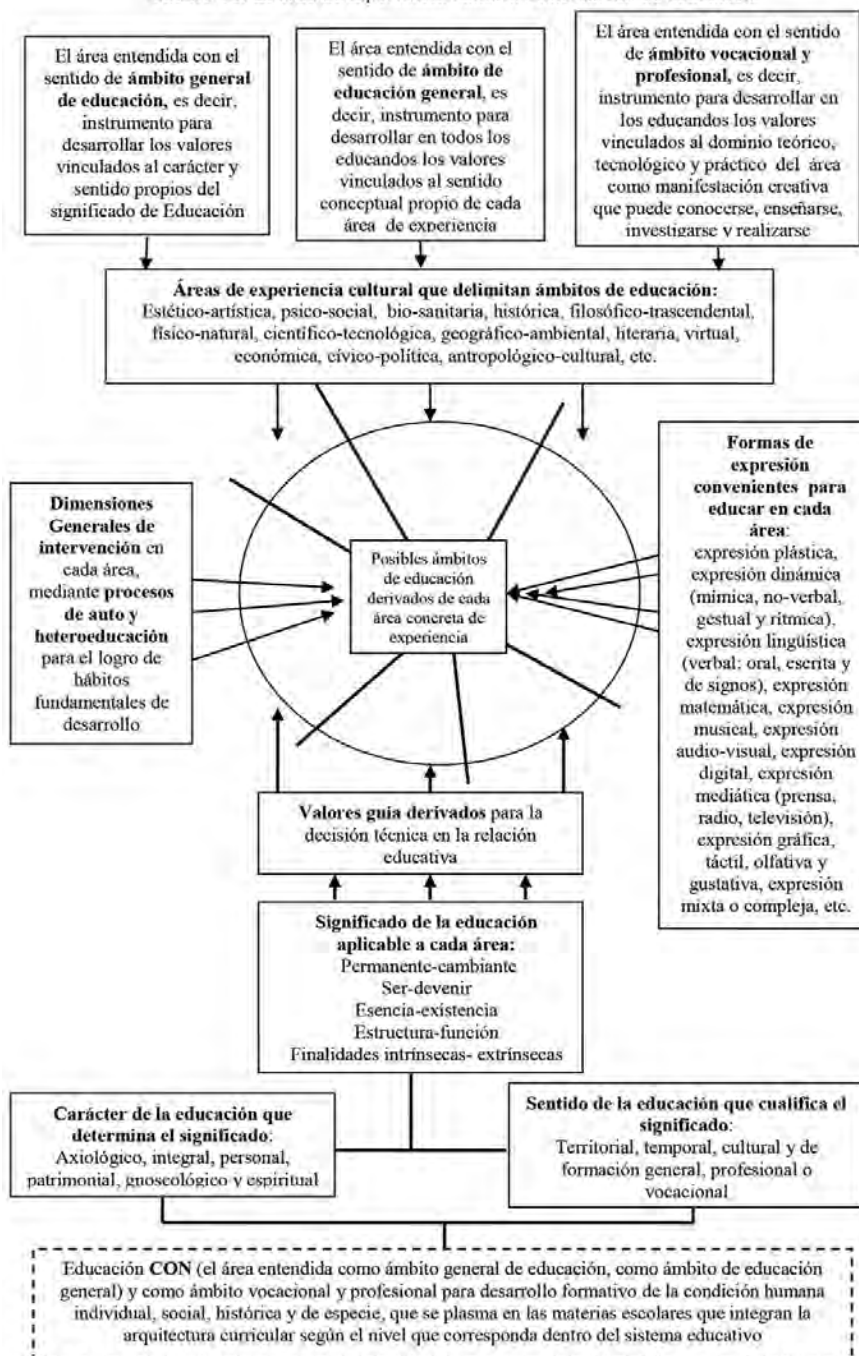 El área entendida con el
sentido de ámbito general
de educación, es decir,
instrumento para
desarrollar los valores
vinculados al carácter y
sentido propios del
significado de Educación
El área entendida con el
sentido de ámbito de
educación general, es
decir, instrumento para
desarrollar en todos los
educandos los valores
vinculados al sentido
conceptual propio de cada
área de experiencia
El área entendida con el sentido
de ámbito vocacional y
profesional, es decir,
instrumento para desarrollar en
los educandos los valores
vinculados al dominio teórico,
tecnológico y práctico del área
como manifestación creativa
que puede conocerse, enseñarse,
investigarse y realizarse
Áreas de experiencia cultural que delimitan ámbitos de educación:
Estético-artística, psico-social, bio-sanitaria, histórica, filosófico-trascendental,
físico-natural, científico-tecnológica, geográfico-ambiental, literaria, virtual,
económica, cívico-política, antropológico-cultural, etc.
Dimensiones
Generales de
intervención en
cada área,
mediante procesos
de auto y
heteroeducación
para el logro de
hábitos
fundamentales de
desarrollo
Posibles ámbitos
de educación
derivados de cada
área concreta de
experiencia
Formas de
expresión
convenientes para
educar en cada
área:
expresión plástica,
expresión dinámica
(mímica, no-verbal,
gestual y rítmica),
expresión lingüística
(verbal: oral, escrita y
de signos), expresión
matemática, expresión
musical, expresión
audio-visual, expresión
digital, expresión
mediática (prensa,
radio, televisión),
expresión gráfica,
táctil, olfativa y
gustativa, expresión
mixta o compleja, etc.
Valores guía derivados para la
decisión técnica en la relación
educativa
Significado de la educación
aplicable a cada área:
Permanente-cambiante
Ser-devenir
Esencia-existencia
Estructura-función
Finalidades intrínsecas- extrínsecas
Carácter de la educación que
determina el significado:
Axiológico, integral, personal,
patrimonial, gnoseológico y espiritual
Sentido de la educación que cualifica el
significado:
Territorial, temporal, cultural y de
formación general, profesional o
vocacional
Educación CON (el área entendida como ámbito general de educación, como ámbito de educación
general) y como ámbito vocacional y profesional para desarrollo formativo de la condición humana
individual, social, histórica y de especie, que se plasma en las materias escolares que integran la
arquitectura curricular según el nivel que corresponda dentro del sistema educativo